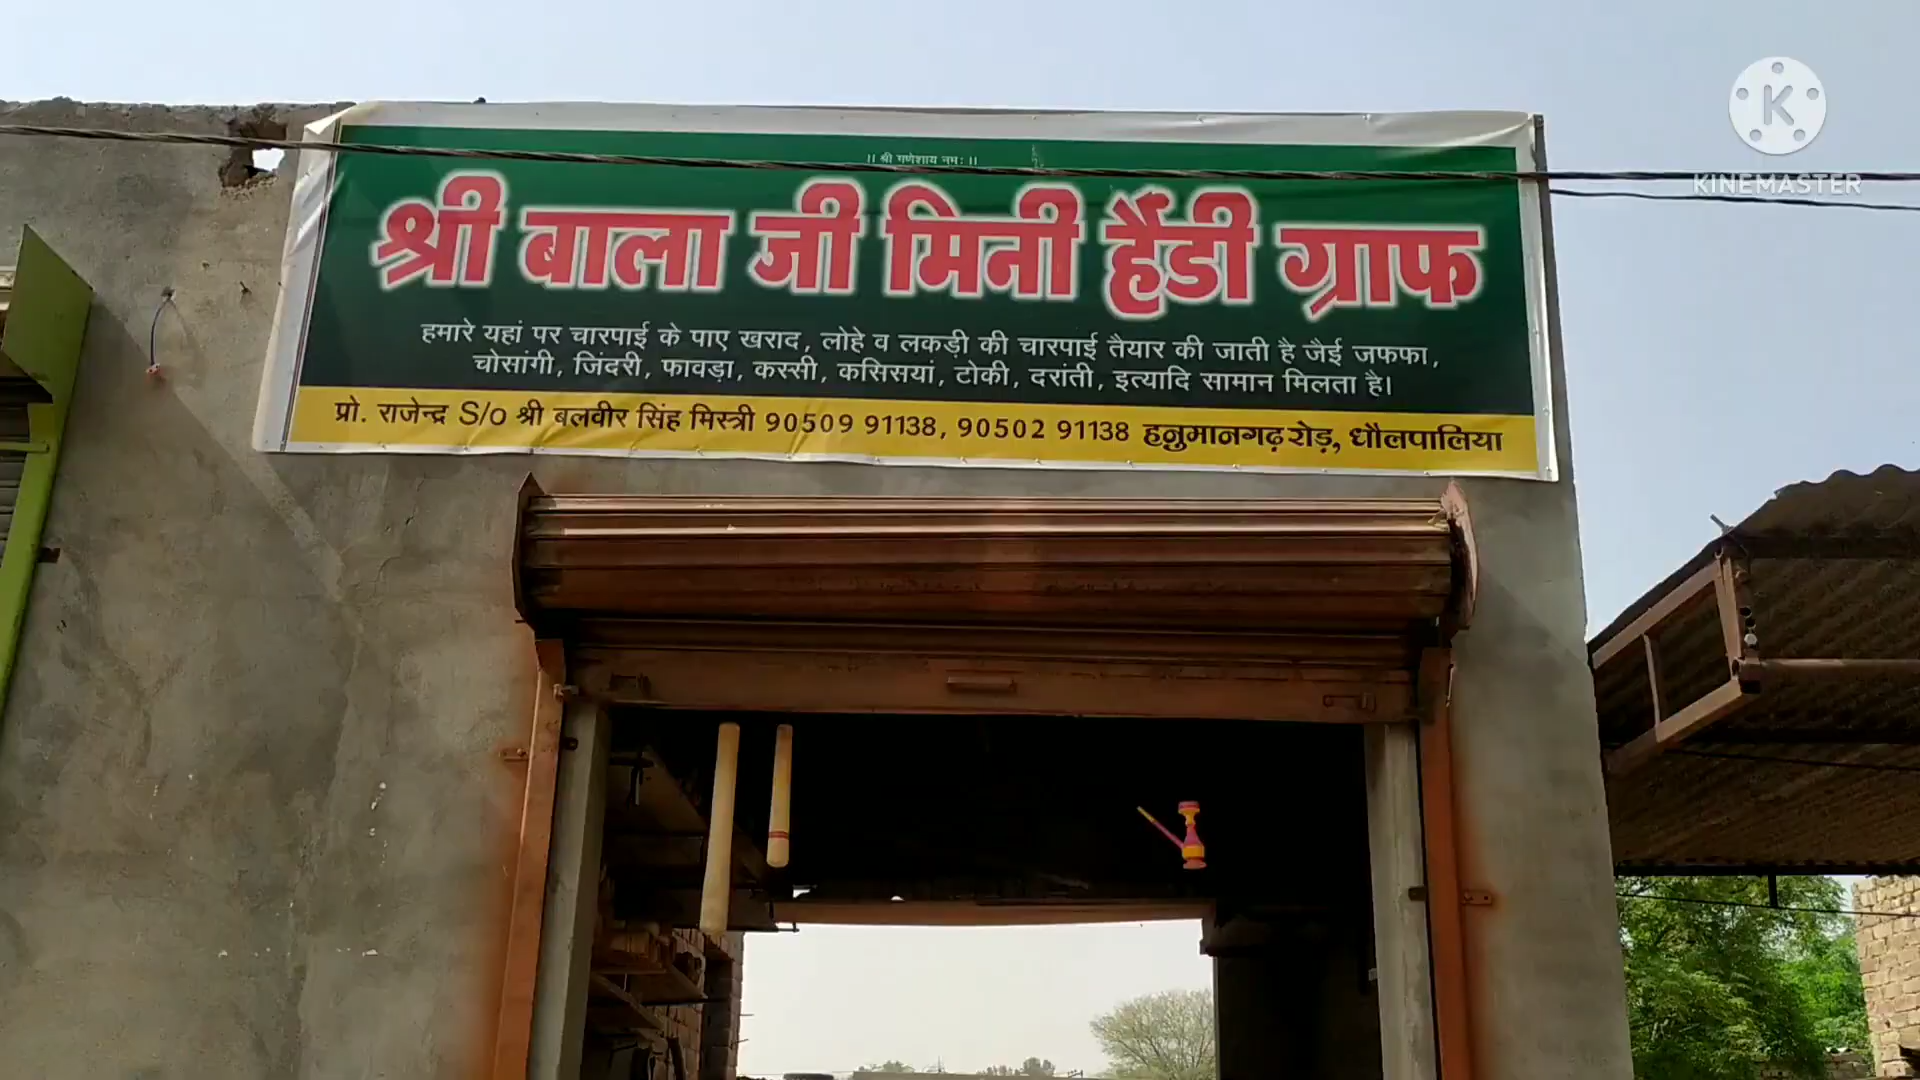 ।। श्री गणेशाय नमः ।।
श्री बाला जी मिनी हैंडी ग्राफ
हमारे यहां पर चारपाई के पाए खराद, लोहे व लकड़ी की चारपाई तैयार की जाती है जैई जफफा,
चोसांगी, जिंदरी, फावड़ा, कस्सी, कसिसयां, टोकी, दरांती, इत्यादि सामान मिलता है।
प्रो. राजेन्द्र S/o श्री बलवीर सिंह मिस्त्री 90509 91138, 90502 91138 हनुमानगढ़ रोड़, धौलपालिया
K
KINEMASTER